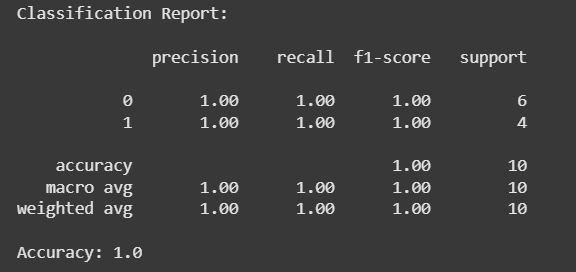 Classification Report:
precision recall f1-score support
0 1.00 1.00 1.00 6
1 1.00 1.00 1.00 4
accuracy 1.00 10
macro avg 1.00 1.00 1.00 10
weighted avg 1.00 1.00 1.00 10
Accuracy: 1.0